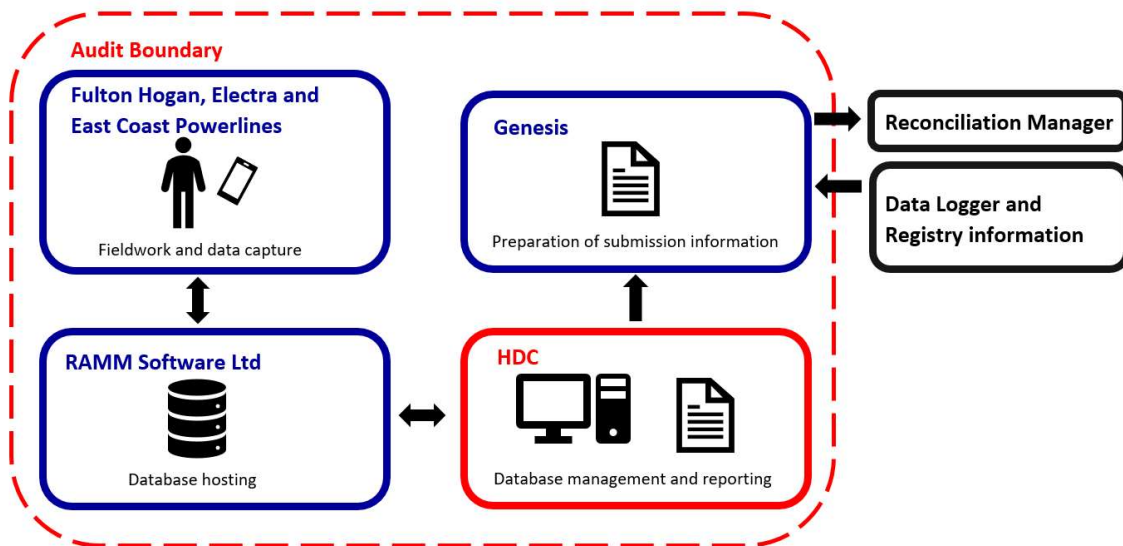 Audit Boundary
Fulton Hogan, Electra and
East Coast Powerlines
Fieldwork and data capture
Genesis
Preparation of submission information
Reconciliation Manager
Data Logger and
Registry information
RAMM Software Ltd
Database hosting
HDC
Database management and reporting